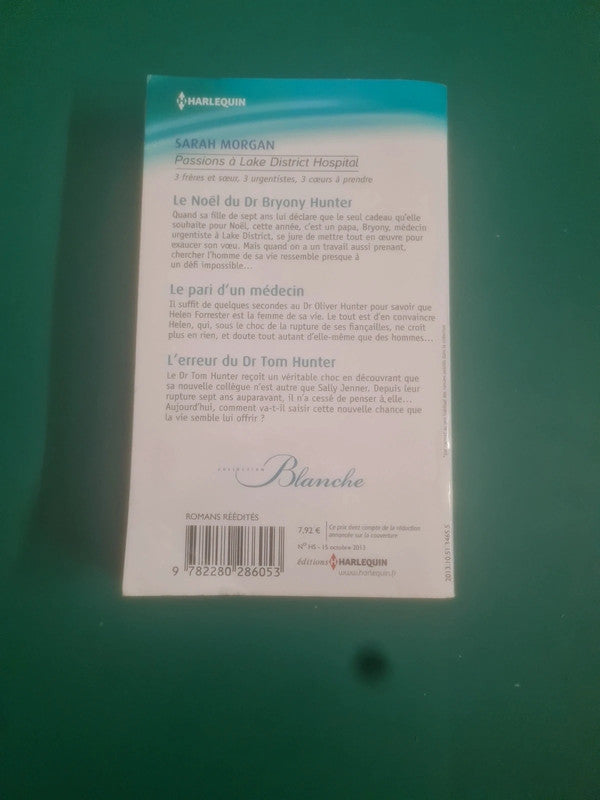 HARLEQUIN
SARAH MORGAN
Passions à Lake District Hospital
3 frères et sœur, 3 urgentistes, 3 cœurs à prendre
Le Noël du Dr Bryony Hunter
Quand sa fille de sept ans lui déclare que le seul cadeau qu'elle
souhaite pour Noël, cette année, c'est un papa, Bryony, médecin
urgentiste à Lake District, se jure de mettre tout en œuvre pour
exaucer son vœu. Mais quand on a un travail aussi prenant,
chercher l'homme de sa vie ressemble presque à
un défi impossible...
Le pari d'un médecin
Il suffit de quelques secondes au Dr Oliver Hunter pour savoir que
Helen Forrester est la femme de sa vie. Le tout est d'en convaincre
Helen, qui, sous le choc de la rupture de ses fiançailles, ne croit
plus en rien, et doute tout autant d'elle-même que des hommes...
L'erreur du Dr Tom Hunter
Le Dr Tom Hunter reçoit un véritable choc en découvrant que
sa nouvelle collègue n'est autre que Sally Jenner. Depuis leur
rupture sept ans auparavant, il n'a cessé de penser à elle...
Aujourd'hui, comment va-t-il saisir cette nouvelle chance que
la vie semble lui offrir ?
COLLECTION
Blanche
ROMANS RÉÉDITÉS
7,92 €
Ce prix tient compte de la réduction
annoncée sur la couverture
N° HS - 15 octobre 2013
éditions HARLEQUIN
www.harlequin.fr
9 782280 286053
2013.10.51.3465.5